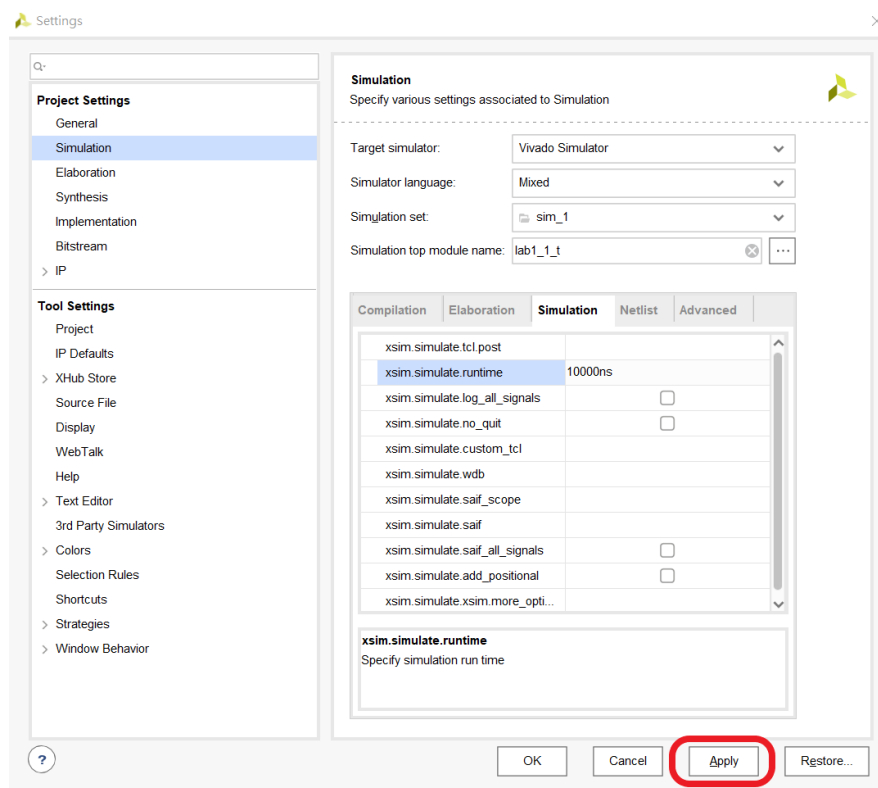 Settings
Project Settings
General
Simulation
Elaboration
Synthesis
Implementation
Bitstream
IP
Tool Settings
Project
IP Defaults
XHub Store
Source File
Display
WebTalk
Help
Text Editor
3rd Party Simulators
Colors
Selection Rules
Shortcuts
Strategies
Window Behavior
Simulation
Specify various settings associated to Simulation
Target simulator: Vivado Simulator
Simulator language: Mixed
Simulation set: sim_1
Simulation top module name: lab1_1_t ...
Compilation Elaboration Simulation Netlist Advanced
xsim.simulate.tcl.post
xsim.simulate.runtime 10000ns
xsim.simulate.log_all_signals
xsim.simulate.no_quit
xsim.simulate.custom_tcl
xsim.simulate.wdb
xsim.simulate.saif_scope
xsim.simulate.saif
xsim.simulate.saif_all_signals
xsim.simulate.add_positional
xsim.simulate.xsim.more_opti...
xsim.simulate.runtime
Specify simulation run time
? OK Cancel Apply Restore...